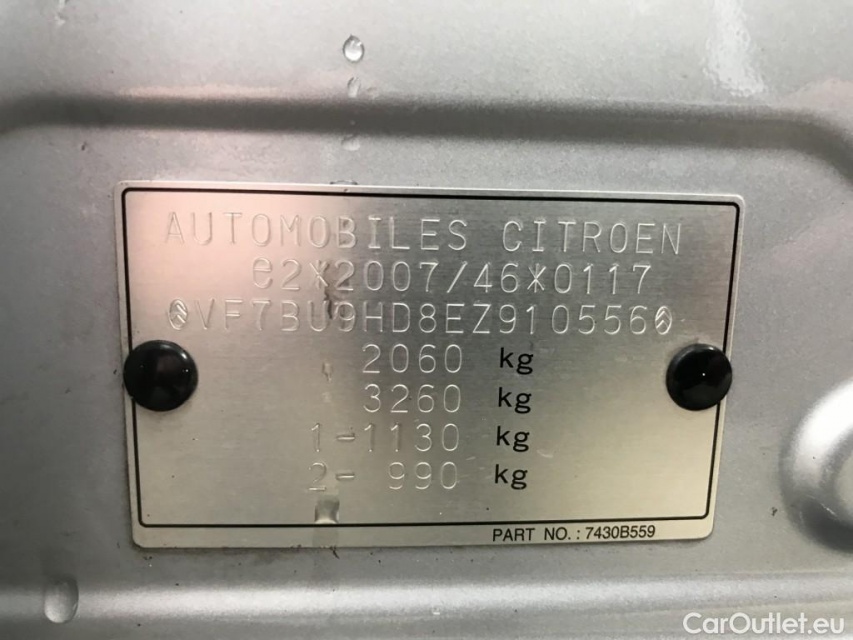 AUTOMOBILES CITROEN
e2*2007/46*0117
VF7BU9HD8EZ910556
2060 kg
3260 kg
1-1130 kg
2- 990 kg
PART NO.: 7430B559
CarOutlet.eu